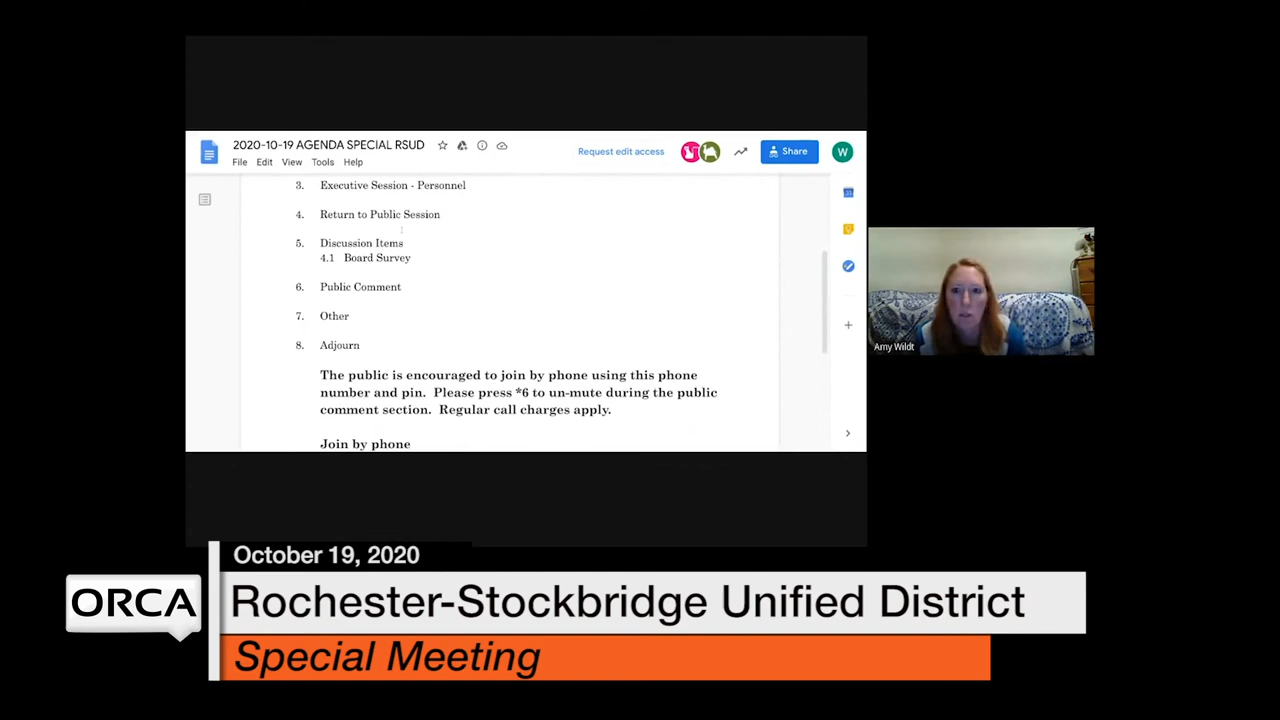 2020-10-19 AGENDA SPECIAL RSUD
File Edit View Tools Help
Request edit access
Share
W
3. Executive Session - Personnel
4. Return to Public Session
5. Discussion Items
4.1 Board Survey
6. Public Comment
7. Other
8. Adjourn
The public is encouraged to join by phone using this phone
number and pin. Please press *6 to un-mute during the public
comment section. Regular call charges apply.
Join by phone
Amy Wildt
October 19, 2020
ORCA
Rochester-Stockbridge Unified District
Special Meeting